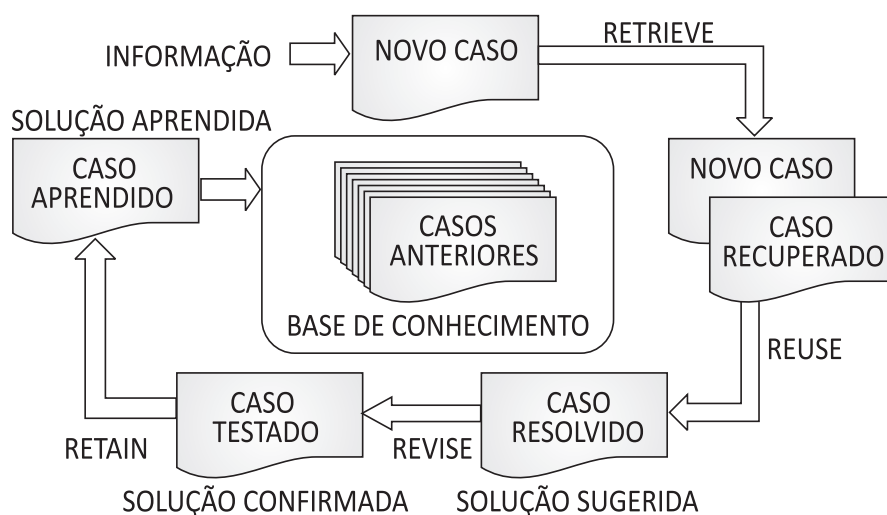 INFORMAÇÃO
NOVO CASO
RETRIEVE
SOLUÇÃO APRENDIDA
CASO
APRENDIDO
CASOS
ANTERIORES
BASE DE CONHECIMENTO
NOVO CASO
CASO
RECUPERADO
REUSE
CASO
RESOLVIDO
SOLUÇÃO SUGERIDA
REVISE
CASO
TESTADO
SOLUÇÃO CONFIRMADA
RETAIN